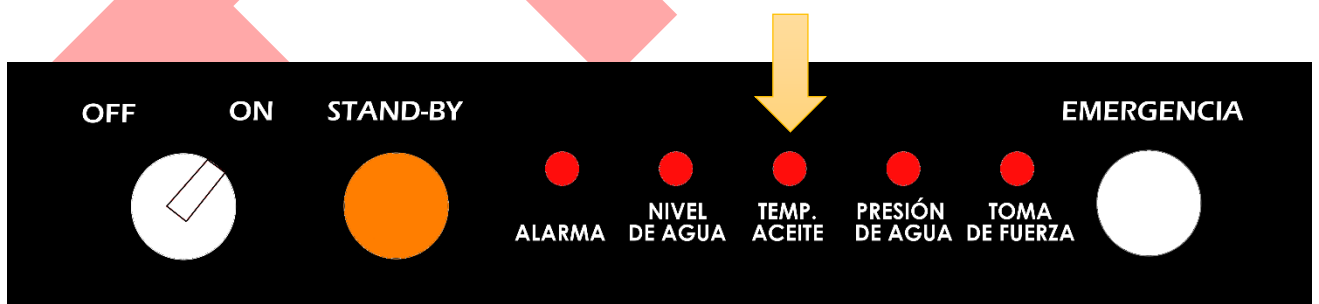 OFF
ON
STAND-BY
EMERGENCIA
ALARMA
NIVEL
DE AGUA
TEMP.
ACEITE
PRESIÓN
DE AGUA
TOMA
DE FUERZA